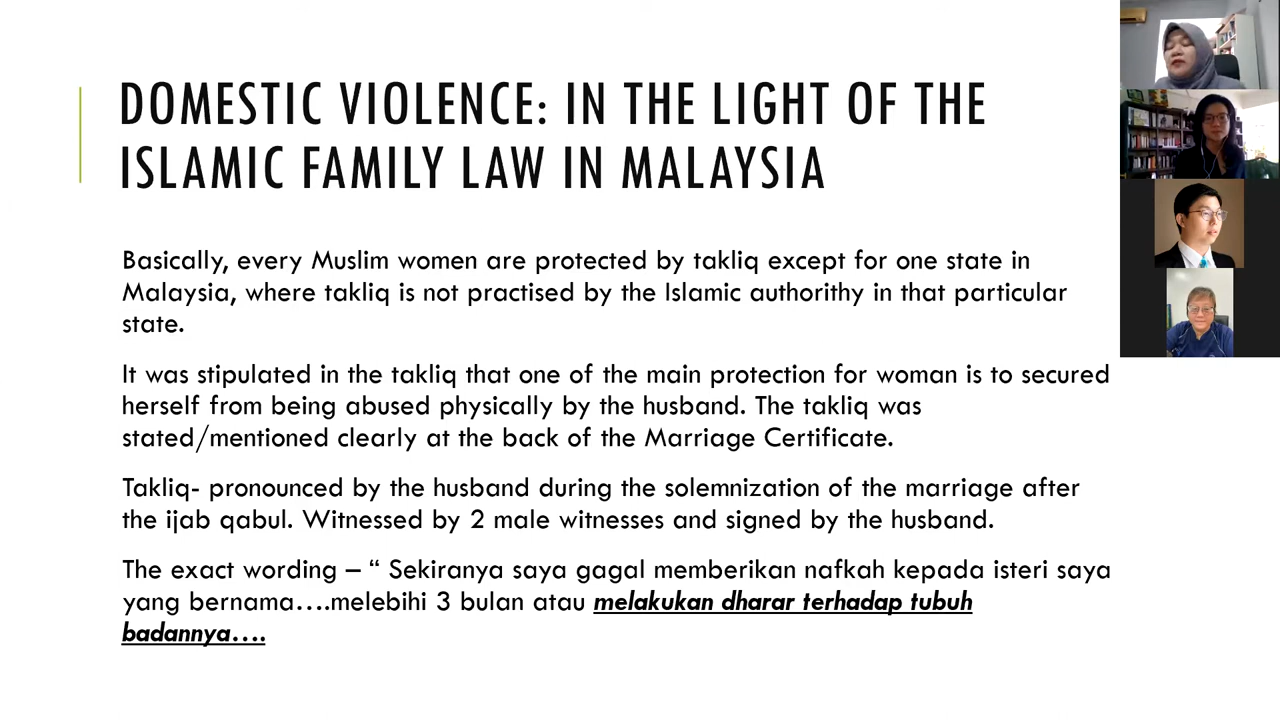 DOMESTIC VIOLENCE: IN THE LIGHT OF THE
ISLAMIC FAMILY LAW IN MALAYSIA
Basically, every Muslim women are protected by takliq except for one state in
Malaysia, where takliq is not practised by the Islamic authorithy in that particular
state.
It was stipulated in the takliq that one of the main protection for woman is to secured
herself from being abused physically by the husband. The takliq was
stated/mentioned clearly at the back of the Marriage Certificate.
Takliq- pronounced by the husband during the solemnization of the marriage after
the ijab qabul. Witnessed by 2 male witnesses and signed by the husband.
The exact wording – “ Sekiranya saya gagal memberikan nafkah kepada isteri saya
yang bernama….melebihi 3 bulan atau melakukan dharar terhadap tubuh
badannya….